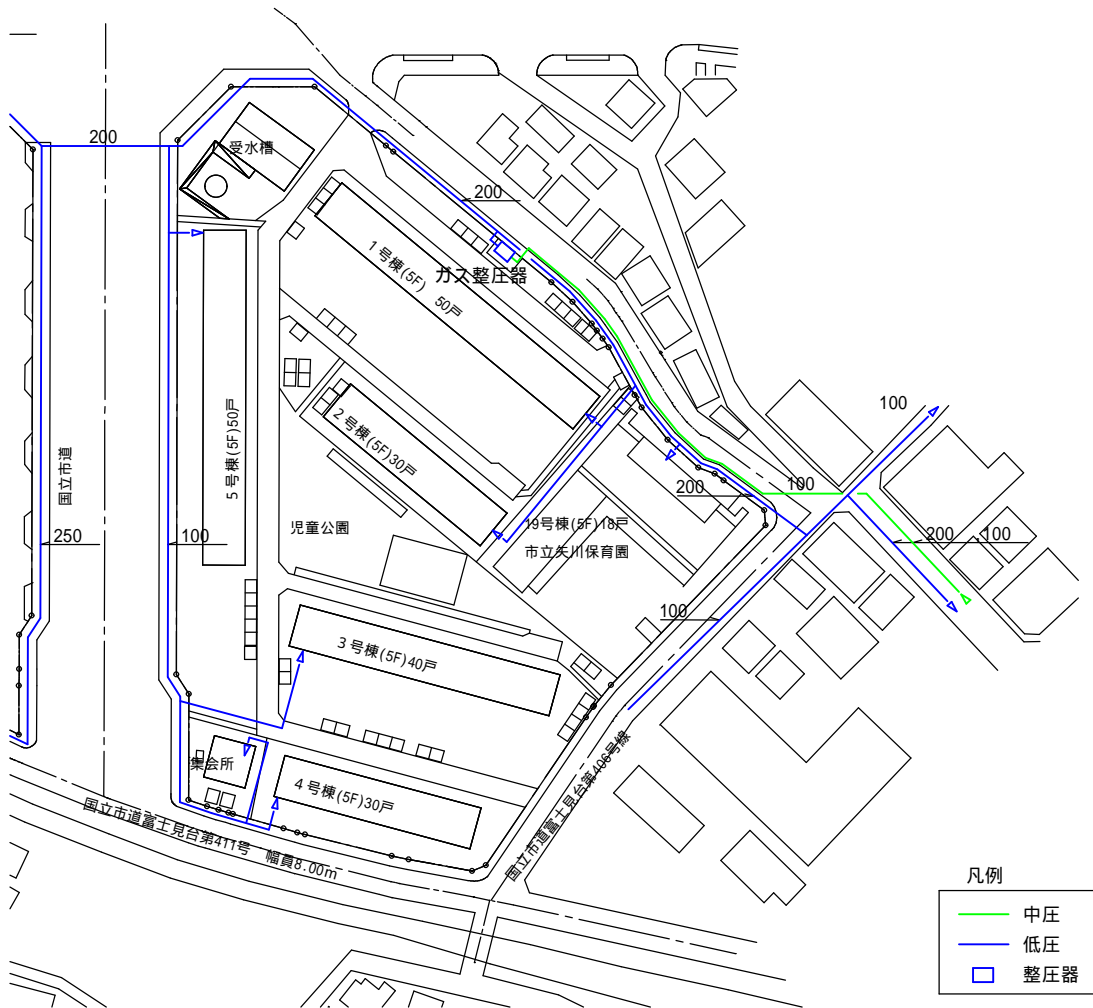 200
受水槽
200
1号棟(5F) 50戸
ガス整圧器
100
2号棟(5F)30戸
5号棟(5F)50戸
国立市道
200
100
19号棟(5F)18戸
児童公園
市立矢川保育園
250
100
200
100
100
3号棟(5F)40戸
集会所
4号棟(5F)30戸
国立市道富士見台第406号線
国立市道富士見台第411号 幅員8.00m
凡例
中圧
低圧
整圧器